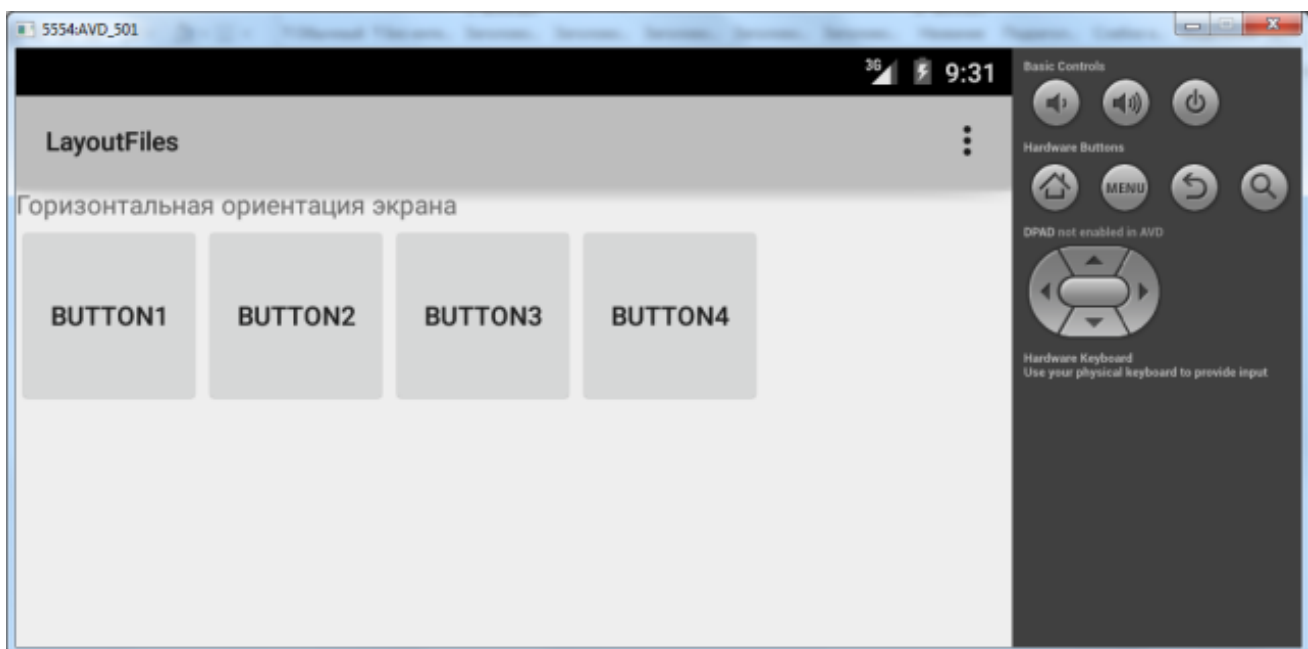 5554:AVD_501
3G 9:31
LayoutFiles
Горизонтальная ориентация экрана
BUTTON1 BUTTON2 BUTTON3 BUTTON4
Basic Controls
Hardware Buttons
MENU
DPAD not enabled in AVD
Hardware Keyboard
Use your physical keyboard to provide input